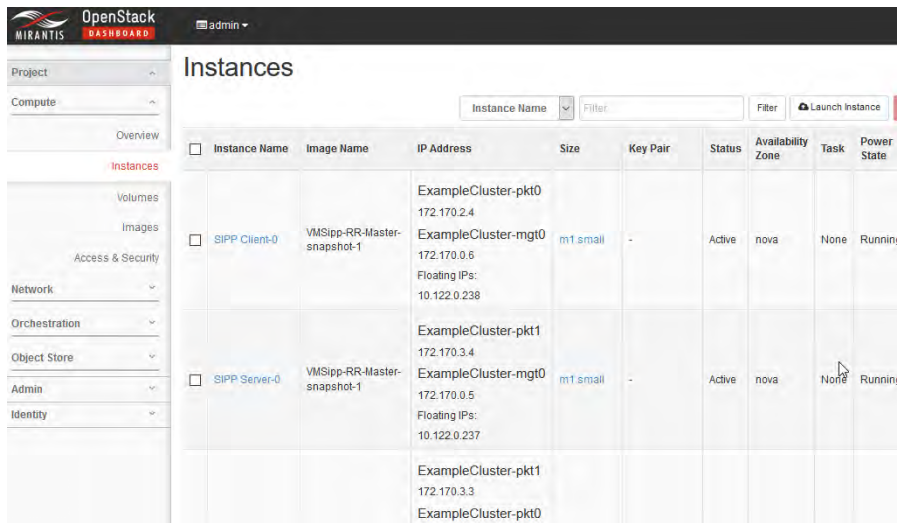 MIRANTIS
OpenStack
DASHBOARD
admin
Project
Compute
Overview
Instances
Volumes
Images
Access & Security
Network
Orchestration
Object Store
Admin
Identity
Instances
Instance Name Filter Filter Launch Instance
Instance Name Image Name IP Address Size Key Pair Status Availability Zone Task Power State
ExampleCluster-pkt0
172.170.2.4
SIPP Client-0 VMSipp-RR-Master-snapshot-1 ExampleCluster-mgt0 m1.small - Active nova None Running
172.170.0.6
Floating IPs:
10.122.0.238
ExampleCluster-pkt1
172.170.3.4
SIPP Server-0 VMSipp-RR-Master-snapshot-1 ExampleCluster-mgt0 m1.small - Active nova None Running
172.170.0.5
Floating IPs:
10.122.0.237
ExampleCluster-pkt1
172.170.3.3
ExampleCluster-pkt0